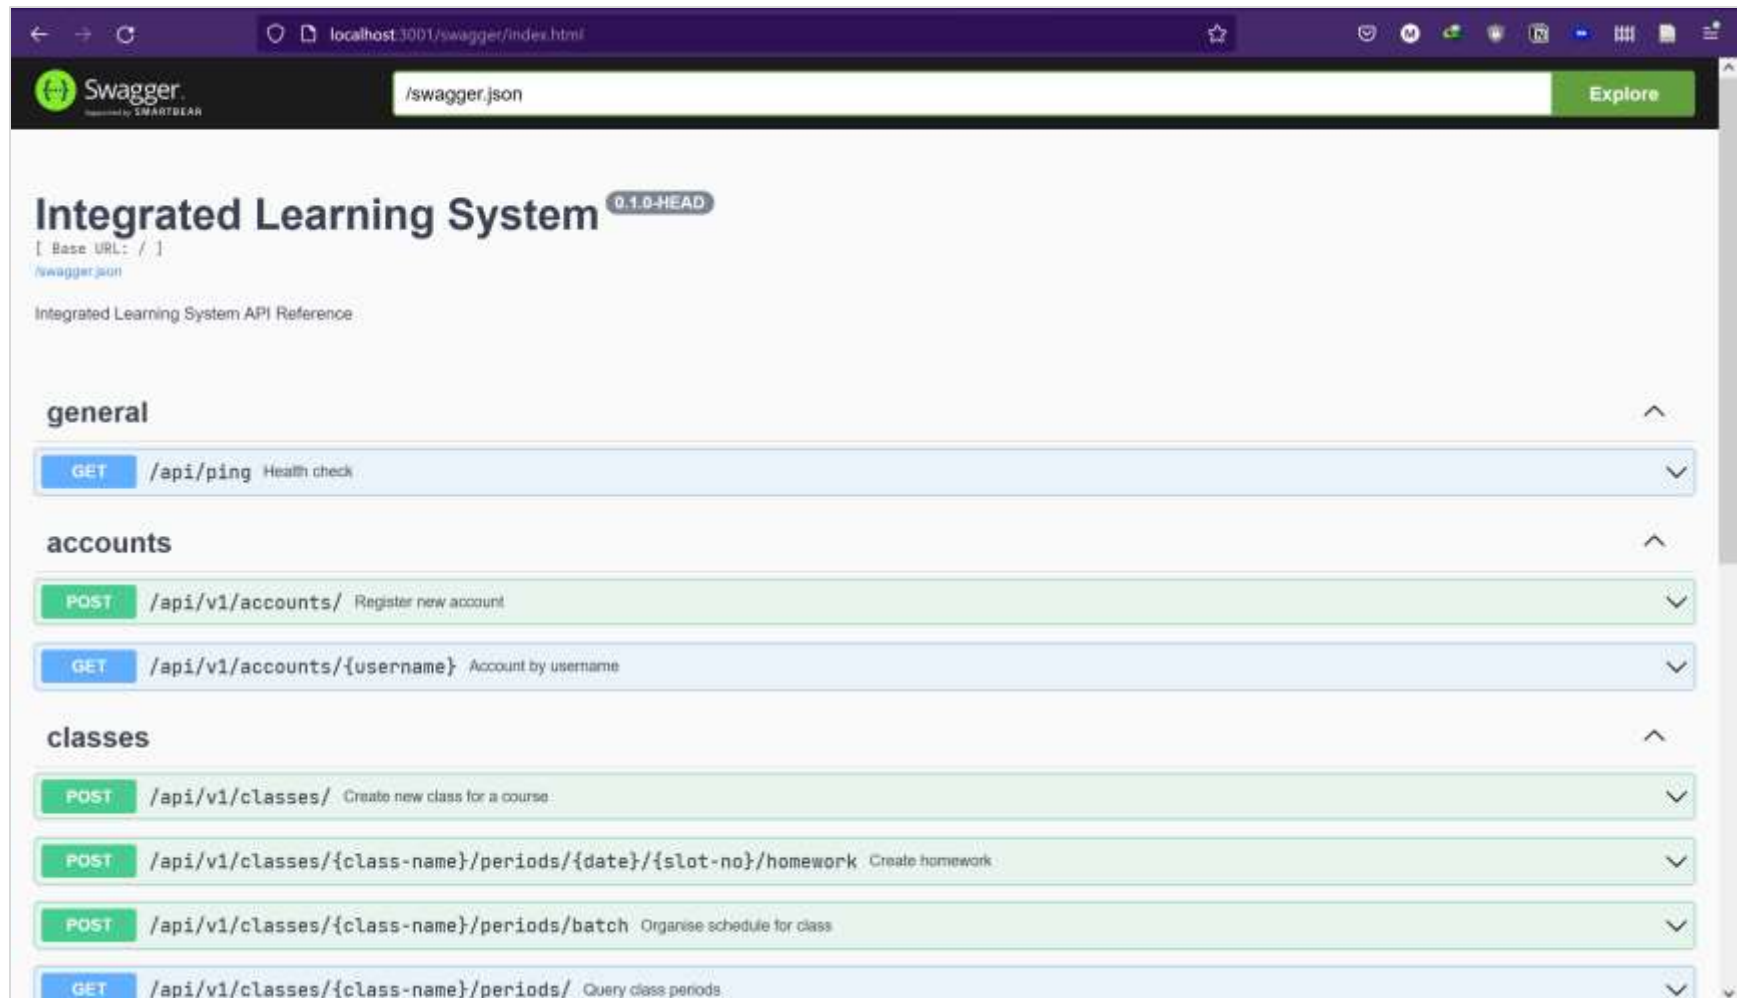 localhost:3001/swagger/index.html
Swagger.
Supported by SMARTBEAR
/swagger.json
Explore
Integrated Learning System 0.1.0-HEAD
[ Base URL: / ]
/swagger.json
Integrated Learning System API Reference
general
GET /api/ping Health check
accounts
POST /api/v1/accounts/ Register new account
GET /api/v1/accounts/{username} Account by username
classes
POST /api/v1/classes/ Create new class for a course
POST /api/v1/classes/{class-name}/periods/{date}/{slot-no}/homework Create homework
POST /api/v1/classes/{class-name}/periods/batch Organise schedule for class
GET /api/v1/classes/{class-name}/periods/ Query class periods